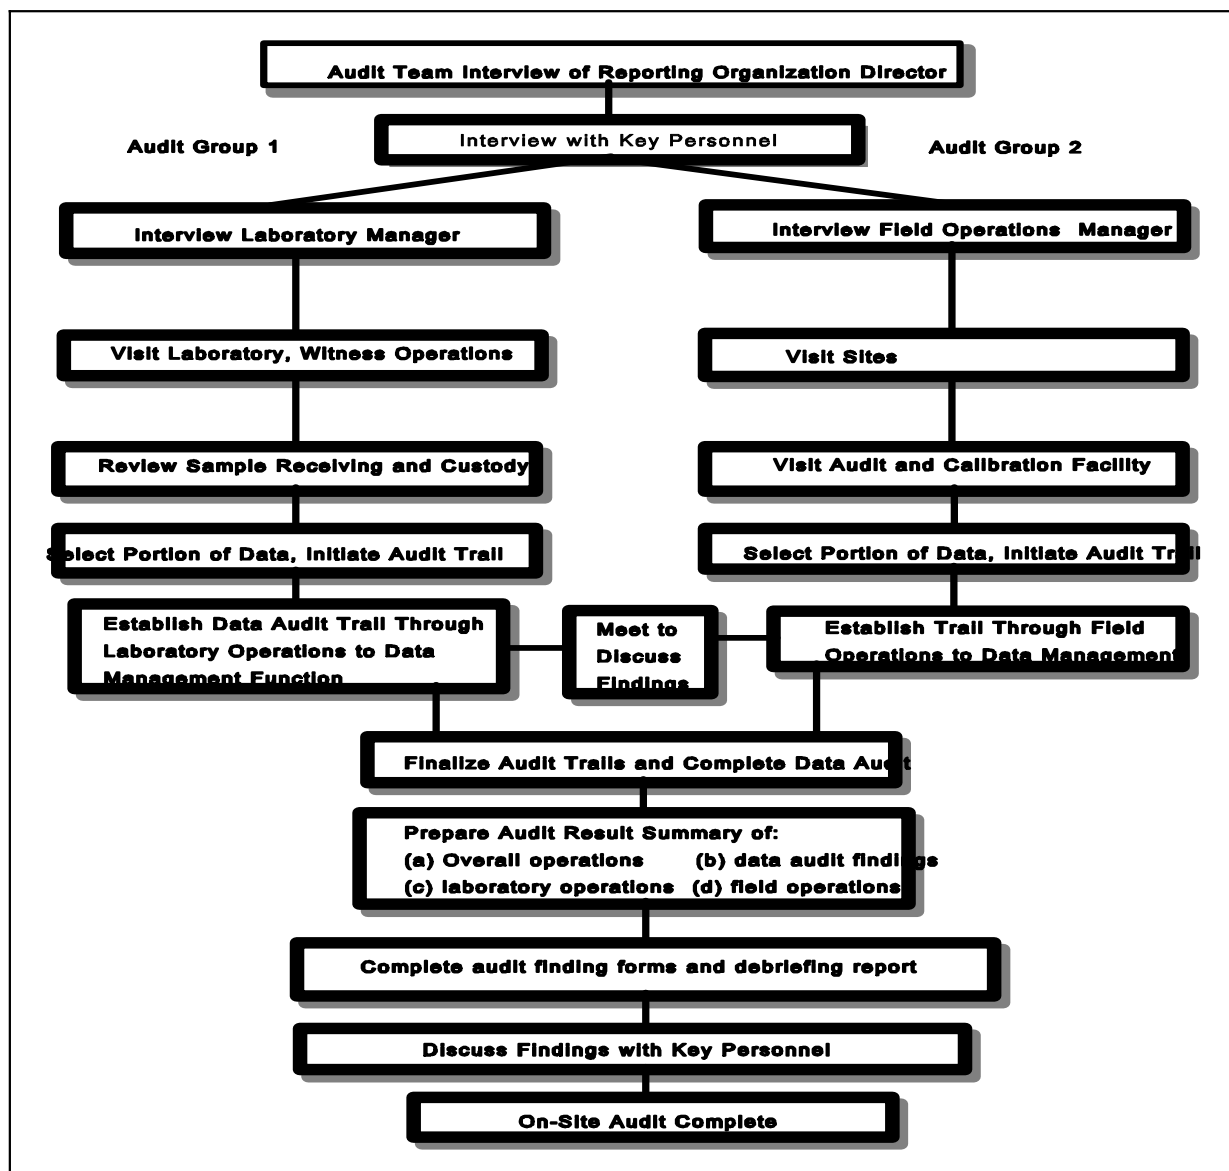 Audit Team Interview of Reporting Organization Director
Interview with Key Personnel
Audit Group 1
Audit Group 2
Interview Laboratory Manager
Interview Field Operations Manager
Visit Laboratory, Witness Operations
Visit Sites
Review Sample Receiving and Custody
Visit Audit and Calibration Facility
Select Portion of Data, Initiate Audit Trail
Select Portion of Data, Initiate Audit Trail
Establish Data Audit Trail Through
Laboratory Operations to Data
Management Function
Meet to
Discuss
Findings
Establish Trail Through Field
Operations to Data Management
Finalize Audit Trails and Complete Data Audit
Prepare Audit Result Summary of:
(a) Overall operations (b) data audit findings
(c) laboratory operations (d) field operations
Complete audit finding forms and debriefing report
Discuss Findings with Key Personnel
On-Site Audit Complete